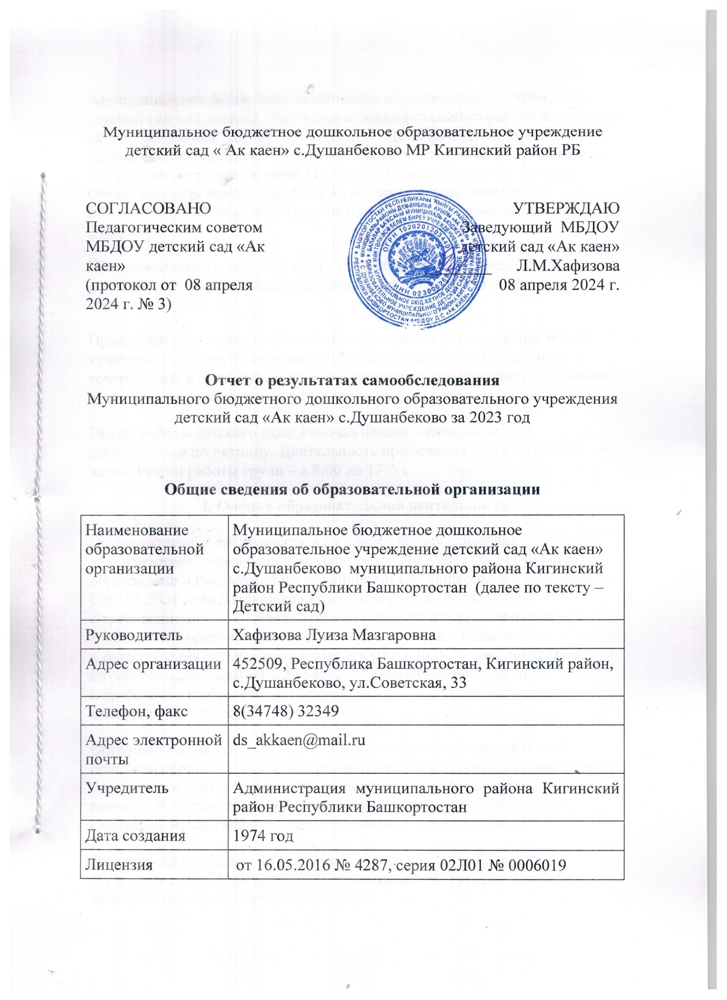 Муниципальное бюджетное дошкольное образовательное учреждение
детский сад « Ак каен» с.Душанбеково МР Кигинский район РБ
СОГЛАСОВАНО
Педагогическим советом
МБДОУ детский сад «Ак
каен»
(протокол от 08 апреля
2024 г. № 3)
УТВЕРЖДАЮ
Заведующий МБДОУ
детский сад «Ак каен»
Л.М.Хафизова
08 апреля 2024 г.
ОГРН 1020201203440
ИНН 0230002683
Отчет о результатах самообследования
Муниципального бюджетного дошкольного образовательного учреждения
детский сад «Ак каен» с.Душанбеково за 2023 год
Общие сведения об образовательной организации
Наименование
образовательной
организации
Муниципальное бюджетное дошкольное
образовательное учреждение детский сад «Ак каен»
с.Душанбеково муниципального района Кигинский
район Республики Башкортостан (далее по тексту –
Детский сад)
Руководитель
Хафизова Луиза Мазгаровна
Адрес организации
452509, Республика Башкортостан, Кигинский район,
с.Душанбеково, ул.Советская, 33
Телефон, факс
8(34748) 32349
Адрес электронной
почты
ds_akkaen@mail.ru
Учредитель
Администрация муниципального района Кигинский
район Республики Башкортостан
Дата создания
1974 год
Лицензия
от 16.05.2016 № 4287, серия 02Л01 № 0006019